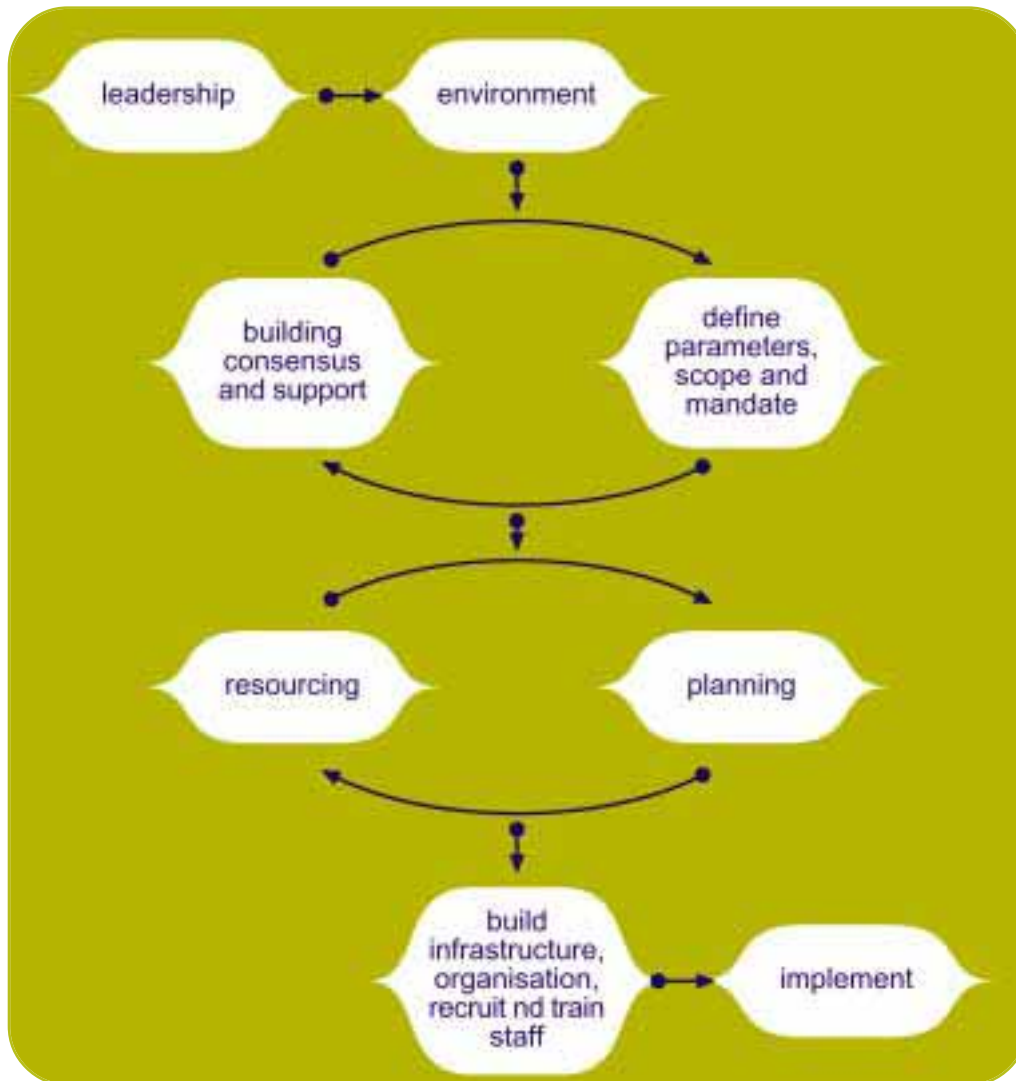 leadership
environment
building
consensus
and support
define
parameters,
scope and
mandate
resourcing
planning
build
infrastructure,
organisation,
recruit nd train
staff
implement